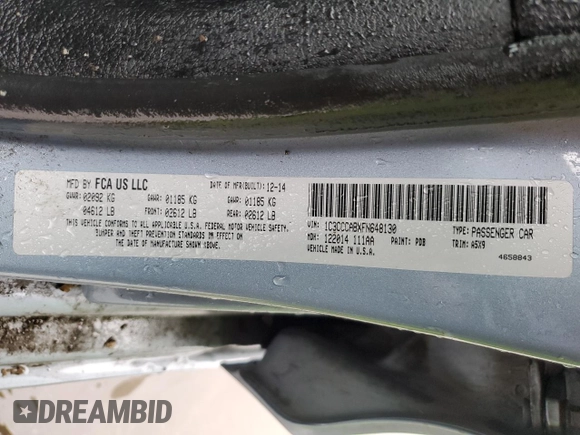 MFD BY FCA US LLC DATE OF MFR(BUILT): 12-14
GVWR: 02092 KG GAWR: 01185 KG GAWR: 01185 KG
04612 LB FRONT: 02612 LB REAR: 02612 LB
THIS VEHICLE CONFORMS TO ALL APPLICABLE U.S.A. FEDERAL MOTOR VEHICLE SAFETY,
BUMPER AND THEFT PREVENTION STANDARDS IN EFFECT ON THE DATE OF
MANUFACTURE SHOWN ABOVE.
VIN: 1C3CCCABXFN648130 TYPE: PASSENGER CAR
MDH: 122014 111AA PAINT: PDB TRIM: A5X9
MADE IN U.S.A. 4658843
DREAMBID